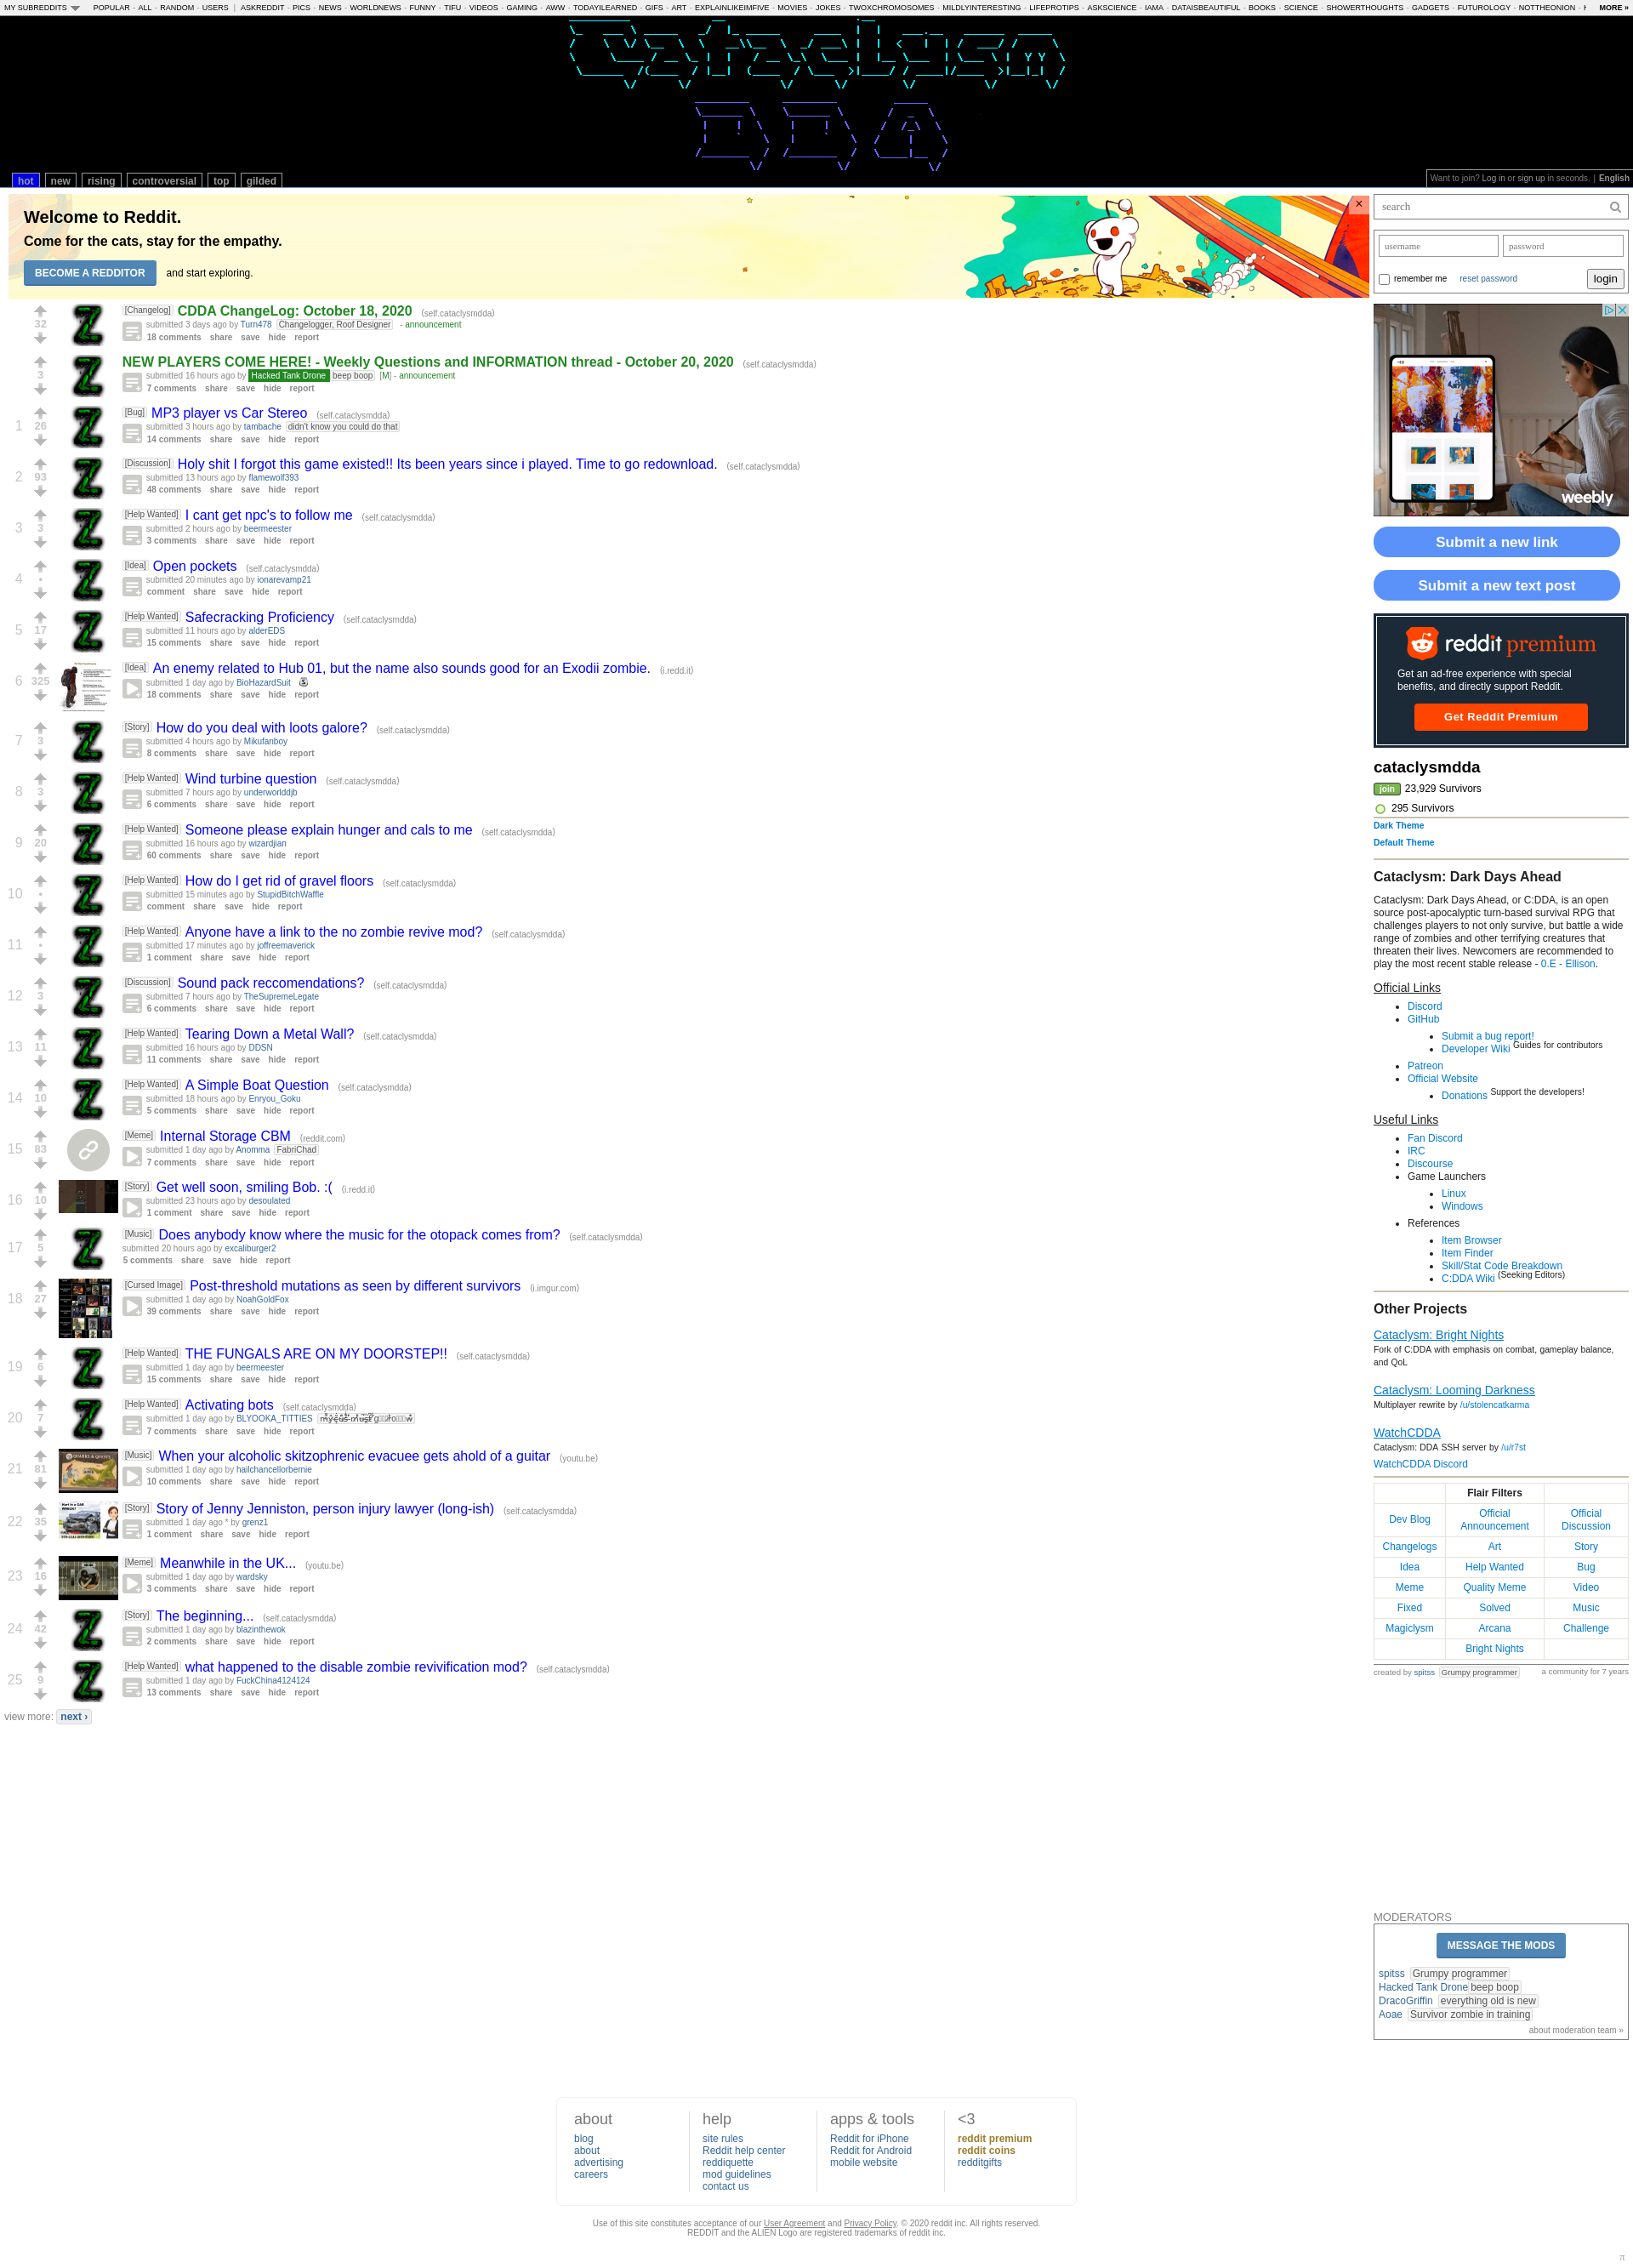 MY SUBREDDITS POPULAR - ALL - RANDOM - USERS | ASKREDDIT - PICS - NEWS - WORLDNEWS - FUNNY - TIFU - VIDEOS - GAMING - AWW - TODAYILEARNED - GIFS - ART - EXPLAINLIKEIMFIVE - MOVIES - JOKES - TWOXCHROMOSOMES - MILDLYINTERESTING - LIFEPROTIPS - ASKSCIENCE - IAMA - DATAISBEAUTIFUL - BOOKS - SCIENCE - SHOWERTHOUGHTS - GADGETS - FUTUROLOGY - NOTTHEONION - MORE »
Cataclysm
DDA
hot new rising controversial top gilded
Want to join? Log in or sign up in seconds. | English
Welcome to Reddit.
Come for the cats, stay for the empathy.
BECOME A REDDITOR and start exploring.
[Changelog] CDDA ChangeLog: October 18, 2020 (self.cataclysmdda)
32
submitted 3 days ago by Turn478 Changelogger, Roof Designer - announcement
18 comments share save hide report
NEW PLAYERS COME HERE! - Weekly Questions and INFORMATION thread - October 20, 2020 (self.cataclysmdda)
3
submitted 16 hours ago by Hacked Tank Drone beep boop [M] - announcement
7 comments share save hide report
[Bug] MP3 player vs Car Stereo (self.cataclysmdda)
1 26
submitted 3 hours ago by tambache didn't know you could do that
14 comments share save hide report
[Discussion] Holy shit I forgot this game existed!! Its been years since i played. Time to go redownload. (self.cataclysmdda)
2 93
submitted 13 hours ago by flamewolf393
48 comments share save hide report
[Help Wanted] I cant get npc's to follow me (self.cataclysmdda)
3 3
submitted 2 hours ago by beermeester
3 comments share save hide report
[Idea] Open pockets (self.cataclysmdda)
4 •
submitted 20 minutes ago by ionarevamp21
comment share save hide report
[Help Wanted] Safecracking Proficiency (self.cataclysmdda)
5 17
submitted 11 hours ago by alderEDS
15 comments share save hide report
[Idea] An enemy related to Hub 01, but the name also sounds good for an Exodii zombie. (i.redd.it)
6 325
submitted 1 day ago by BioHazardSuit
18 comments share save hide report
[Story] How do you deal with loots galore? (self.cataclysmdda)
7 3
submitted 4 hours ago by Mikufanboy
8 comments share save hide report
[Help Wanted] Wind turbine question (self.cataclysmdda)
8 3
submitted 7 hours ago by underworlddjb
6 comments share save hide report
[Help Wanted] Someone please explain hunger and cals to me (self.cataclysmdda)
9 20
submitted 16 hours ago by wizardjian
60 comments share save hide report
[Help Wanted] How do I get rid of gravel floors (self.cataclysmdda)
10 •
submitted 15 minutes ago by StupidBitchWaffle
comment share save hide report
[Help Wanted] Anyone have a link to the no zombie revive mod? (self.cataclysmdda)
11 •
submitted 17 minutes ago by joffreemaverick
1 comment share save hide report
[Discussion] Sound pack reccomendations? (self.cataclysmdda)
12 3
submitted 7 hours ago by TheSupremeLegate
6 comments share save hide report
[Help Wanted] Tearing Down a Metal Wall? (self.cataclysmdda)
13 11
submitted 16 hours ago by DDSN
11 comments share save hide report
[Help Wanted] A Simple Boat Question (self.cataclysmdda)
14 10
submitted 18 hours ago by Enryou_Goku
5 comments share save hide report
[Meme] Internal Storage CBM (reddit.com)
15 83
submitted 1 day ago by Anomma FabriChad
7 comments share save hide report
[Story] Get well soon, smiling Bob. :( (i.redd.it)
16 10
submitted 23 hours ago by desoulated
1 comment share save hide report
[Music] Does anybody know where the music for the otopack comes from? (self.cataclysmdda)
17 5
submitted 20 hours ago by excaliburger2
5 comments share save hide report
[Cursed Image] Post-threshold mutations as seen by different survivors (i.imgur.com)
18 27
submitted 1 day ago by NoahGoldFox
39 comments share save hide report
[Help Wanted] THE FUNGALS ARE ON MY DOORSTEP!! (self.cataclysmdda)
19 6
submitted 1 day ago by beermeester
15 comments share save hide report
[Help Wanted] Activating bots (self.cataclysmdda)
20 7
submitted 1 day ago by BLYOOKA_TITTIES
7 comments share save hide report
[Music] When your alcoholic skitzophrenic evacuee gets ahold of a guitar (youtu.be)
21 81
submitted 1 day ago by hailchancellorbernie
10 comments share save hide report
[Story] Story of Jenny Jenniston, person injury lawyer (long-ish) (self.cataclysmdda)
22 35
submitted 1 day ago * by grenz1
1 comment share save hide report
[Meme] Meanwhile in the UK... (youtu.be)
23 16
submitted 1 day ago by wardsky
3 comments share save hide report
[Story] The beginning... (self.cataclysmdda)
24 42
submitted 1 day ago by blazinthewok
2 comments share save hide report
[Help Wanted] what happened to the disable zombie revivification mod? (self.cataclysmdda)
25 9
submitted 1 day ago by FuckChina4124124
13 comments share save hide report
view more: next ›
search
username password
remember me reset password login
weebly
Submit a new link
Submit a new text post
reddit premium
Get an ad-free experience with special
benefits, and directly support Reddit.
Get Reddit Premium
cataclysmdda
join 23,929 Survivors
295 Survivors
Dark Theme
Default Theme
Cataclysm: Dark Days Ahead
Cataclysm: Dark Days Ahead, or C:DDA, is an open
source post-apocalyptic turn-based survival RPG that
challenges players to not only survive, but battle a wide
range of zombies and other terrifying creatures that
threaten their lives. Newcomers are recommended to
play the most recent stable release - 0.E - Ellison.
Official Links
Discord
GitHub
Submit a bug report!
Developer Wiki Guides for contributors
Patreon
Official Website
Donations Support the developers!
Useful Links
Fan Discord
IRC
Discourse
Game Launchers
Linux
Windows
References
Item Browser
Item Finder
Skill/Stat Code Breakdown
C:DDA Wiki (Seeking Editors)
Other Projects
Cataclysm: Bright Nights
Fork of C:DDA with emphasis on combat, gameplay balance,
and QoL
Cataclysm: Looming Darkness
Multiplayer rewrite by /u/stolencatkarma
WatchCDDA
Cataclysm: DDA SSH server by /u/r7st
WatchCDDA Discord
Flair Filters
Dev Blog Official Announcement Official Discussion
Changelogs Art Story
Idea Help Wanted Bug
Meme Quality Meme Video
Fixed Solved Music
Magiclysm Arcana Challenge
Bright Nights
created by spitss Grumpy programmer a community for 7 years
MODERATORS
MESSAGE THE MODS
spitss Grumpy programmer
Hacked Tank Drone beep boop
DracoGriffin everything old is new
Aoae Survivor zombie in training
about moderation team »
about
blog
about
advertising
careers
help
site rules
Reddit help center
reddiquette
mod guidelines
contact us
apps & tools
Reddit for iPhone
Reddit for Android
mobile website
<3
reddit premium
reddit coins
redditgifts
Use of this site constitutes acceptance of our User Agreement and Privacy Policy. © 2020 reddit inc. All rights reserved.
REDDIT and the ALIEN Logo are registered trademarks of reddit inc.
π